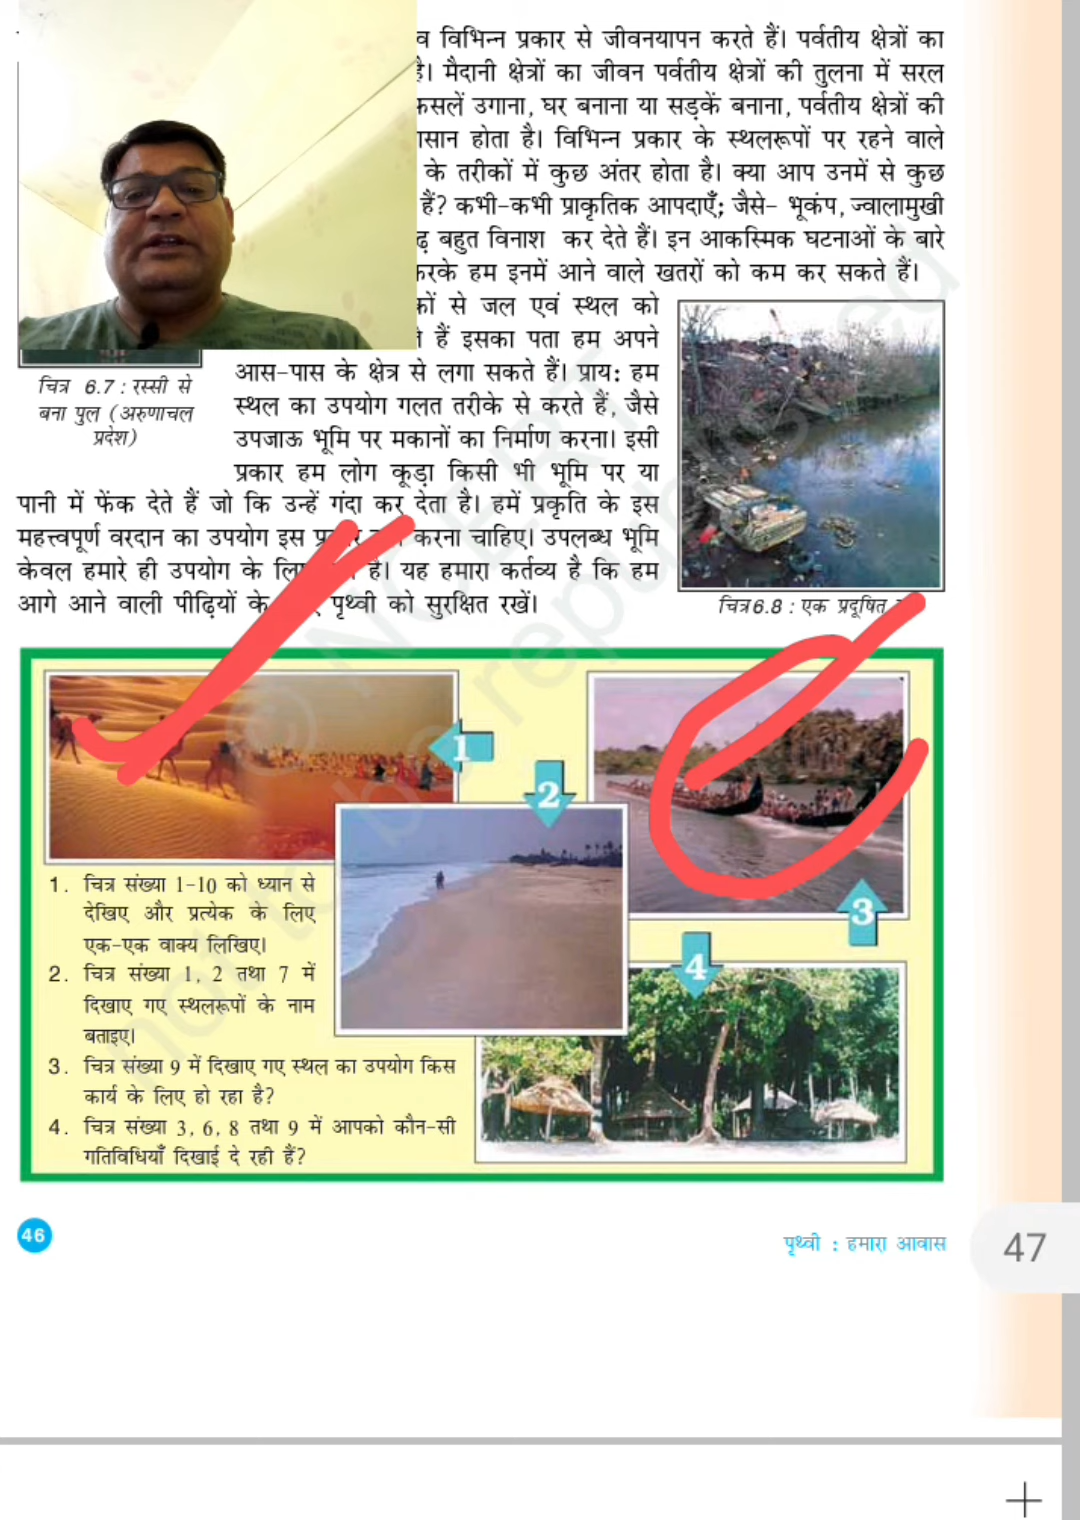 व विभिन्न प्रकार से जीवनयापन करते हैं। पर्वतीय क्षेत्रों का
है। मैदानी क्षेत्रों का जीवन पर्वतीय क्षेत्रों की तुलना में सरल
उगाना, घर बनाना या सड़कें बनाना, पर्वतीय क्षेत्रों की
होता है। विभिन्न प्रकार के स्थलरूपों पर रहने वाले
के तरीकों में कुछ अंतर होता है। क्या आप उनमें से कुछ
हैं? कभी-कभी प्राकृतिक आपदाएँ; जैसे- भूकंप, ज्वालामुखी
बहुत विनाश कर देते हैं। इन आकस्मिक घटनाओं के बारे
करके हम इनमें आने वाले खतरों को कम कर सकते हैं।
से जल एवं स्थल को
हैं इसका पता हम अपने
आस-पास के क्षेत्र से लगा सकते हैं। प्राय: हम
स्थल का उपयोग गलत तरीके से करते हैं, जैसे
उपजाऊ भूमि पर मकानों का निर्माण करना। इसी
प्रकार हम लोग कूड़ा किसी भी भूमि पर या
पानी में फेंक देते हैं जो कि उन्हें गंदा कर देता है। हमें प्रकृति के इस
महत्त्वपूर्ण वरदान का उपयोग इस करना चाहिए। उपलब्ध भूमि
केवल हमारे ही उपयोग के है। यह हमारा कर्तव्य है कि हम
आगे आने वाली पीढ़ियों के पृथ्वी को सुरक्षित रखें।
चित्र 6.7 : रस्सी से
बना पुल (अरुणाचल
प्रदेश)
चित्र6.8 : एक प्रदूषित
1
2
3
4
1. चित्र संख्या 1-10 को ध्यान से
देखिए और प्रत्येक के लिए
एक-एक वाक्य लिखिए।
2. चित्र संख्या 1, 2 तथा 7 में
दिखाए गए स्थलरूपों के नाम
बताइए।
3. चित्र संख्या 9 में दिखाए गए स्थल का उपयोग किस
कार्य के लिए हो रहा है?
4. चित्र संख्या 3, 6, 8 तथा 9 में आपको कौन-सी
गतिविधियाँ दिखाई दे रही हैं?
46
पृथ्वी : हमारा आवास
47
© NCERT
not to be republished